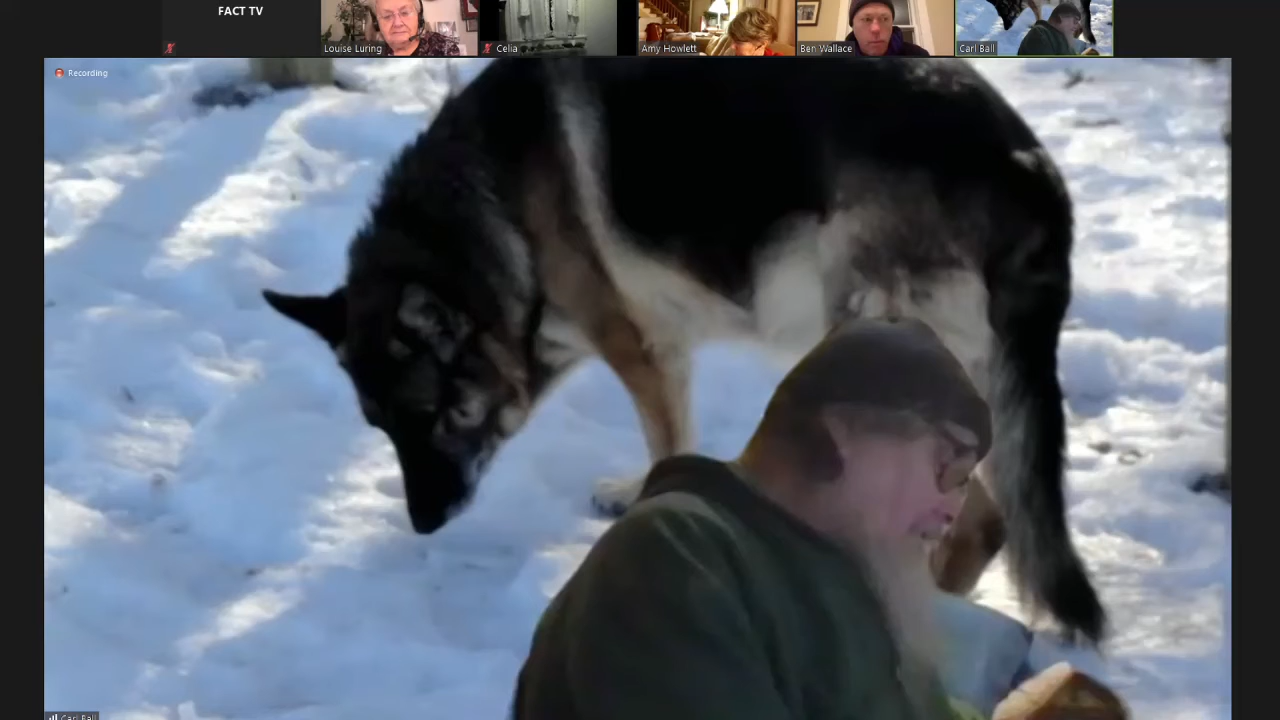 FACT TV
Louise Luring
Celia
Amy Howlett
Ben Wallace
Carl Ball
Recording
Carl Ball